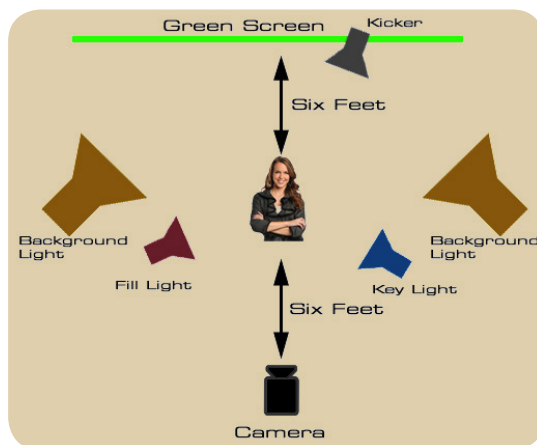 Green Screen
Kicker
Six Feet
Background
Light
Background
Light
Fill Light
Key Light
Six Feet
Camera